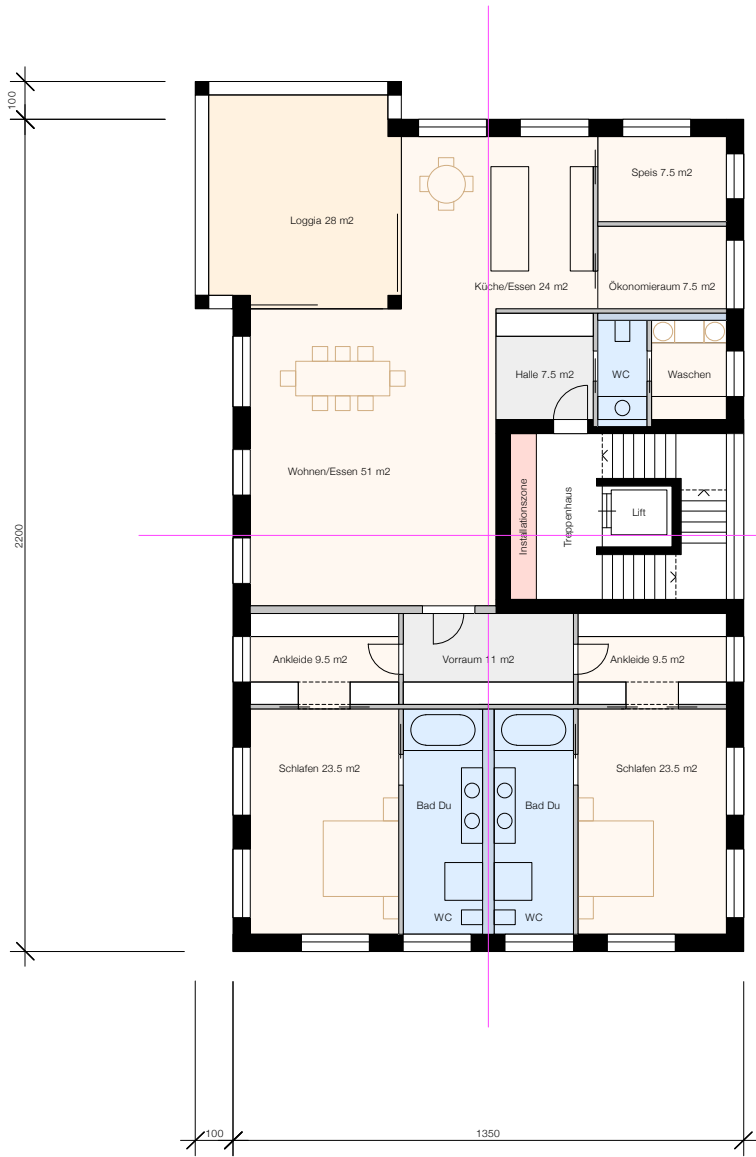 100
Speis 7.5 m2
Loggia 28 m2
Küche/Essen 24 m2
Ökonomieraum 7.5 m2
Halle 7.5 m2
WC
Waschen
Wohnen/Essen 51 m2
Installationszone
Treppenhaus
Lift
2200
Ankleide 9.5 m2
Vorraum 11 m2
Ankleide 9.5 m2
Schlafen 23.5 m2
Schlafen 23.5 m2
Bad Du
Bad Du
WC
WC
100
1350